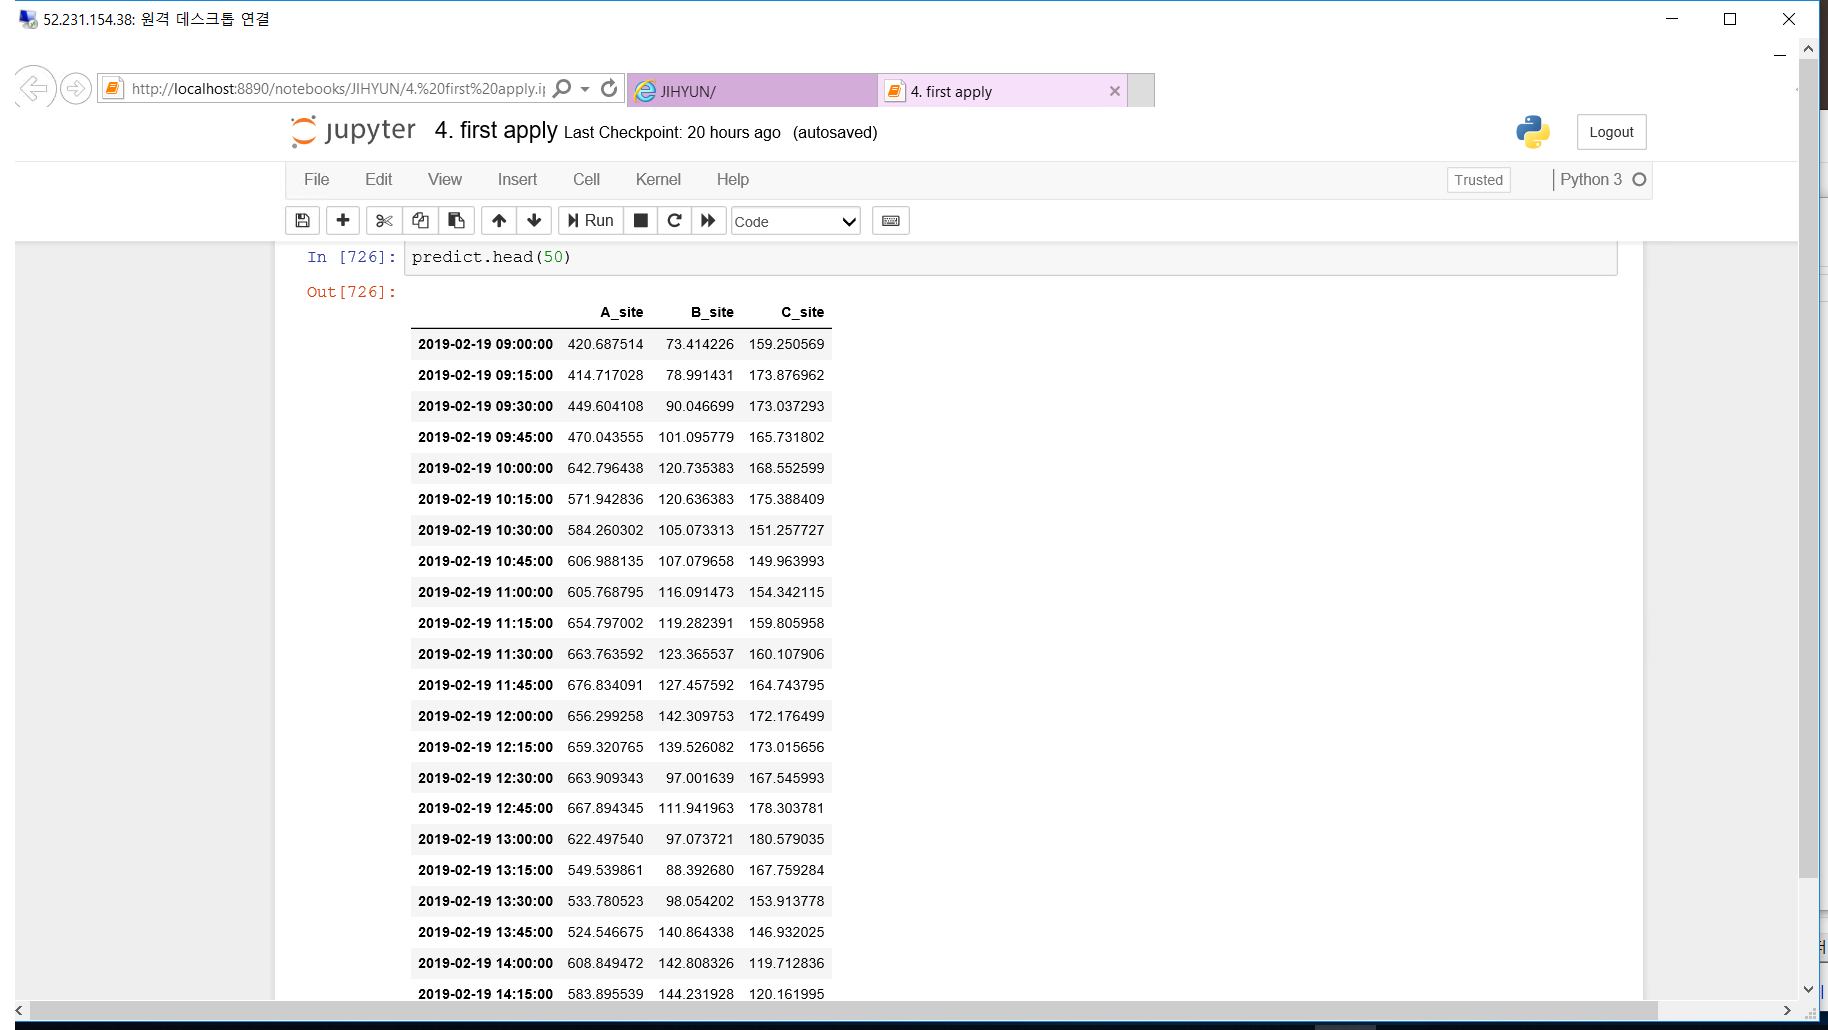 52.231.154.38: 원격 데스크톱 연결
http://localhost:8890/notebooks/JIHYUN/4.%20first%20apply.ip
JIHYUN/
4. first apply
jupyter 4. first apply Last Checkpoint: 20 hours ago (autosaved)
Logout
File Edit View Insert Cell Kernel Help
Trusted
Python 3
Run
Code
In [726]: predict.head(50)
Out[726]:
A_site B_site C_site
2019-02-19 09:00:00 420.687514 73.414226 159.250569
2019-02-19 09:15:00 414.717028 78.991431 173.876962
2019-02-19 09:30:00 449.604108 90.046699 173.037293
2019-02-19 09:45:00 470.043555 101.095779 165.731802
2019-02-19 10:00:00 642.796438 120.735383 168.552599
2019-02-19 10:15:00 571.942836 120.636383 175.388409
2019-02-19 10:30:00 584.260302 105.073313 151.257727
2019-02-19 10:45:00 606.988135 107.079658 149.963993
2019-02-19 11:00:00 605.768795 116.091473 154.342115
2019-02-19 11:15:00 654.797002 119.282391 159.805958
2019-02-19 11:30:00 663.763592 123.365537 160.107906
2019-02-19 11:45:00 676.834091 127.457592 164.743795
2019-02-19 12:00:00 656.299258 142.309753 172.176499
2019-02-19 12:15:00 659.320765 139.526082 173.015656
2019-02-19 12:30:00 663.909343 97.001639 167.545993
2019-02-19 12:45:00 667.894345 111.941963 178.303781
2019-02-19 13:00:00 622.497540 97.073721 180.579035
2019-02-19 13:15:00 549.539861 88.392680 167.759284
2019-02-19 13:30:00 533.780523 98.054202 153.913778
2019-02-19 13:45:00 524.546675 140.864338 146.932025
2019-02-19 14:00:00 608.849472 142.808326 119.712836
2019-02-19 14:15:00 583.895539 144.231928 120.161995